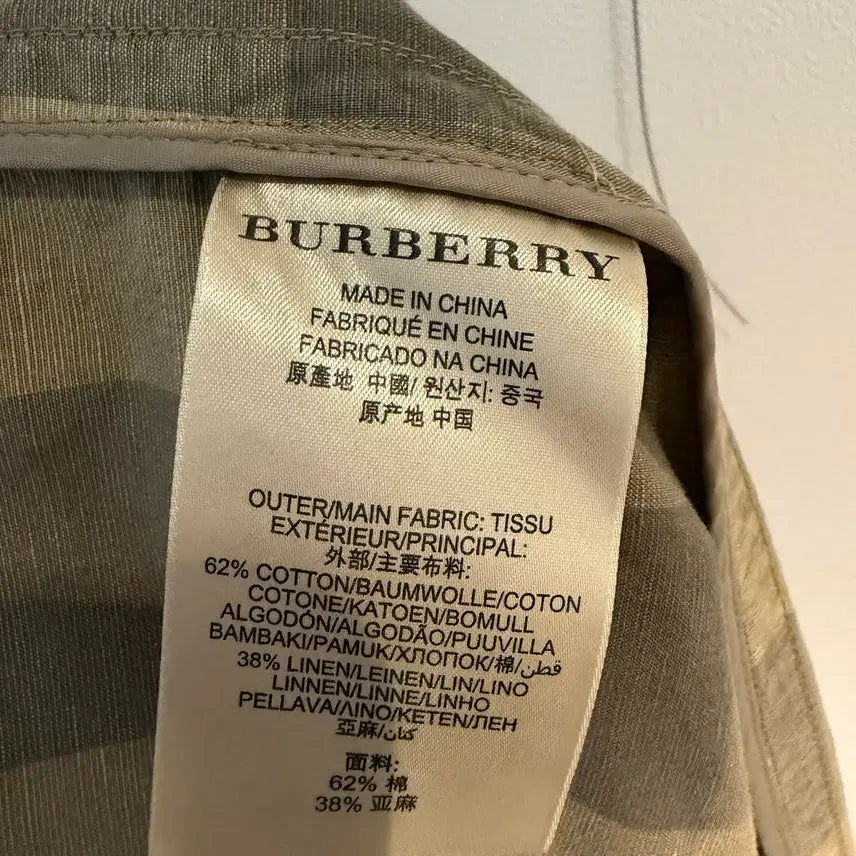 BURBERRY
MADE IN CHINA
FABRIQUÉ EN CHINE
FABRICADO NA CHINA
原產地 中國/ 원산지: 중국
原产地 中国
OUTER/MAIN FABRIC: TISSU
EXTÉRIEUR/PRINCIPAL:
外部/主要布料:
62% COTTON/BAUMWOLLE/COTON
COTONE/KATOEN/BOMULL
ALGODÓN/ALGODÃO/PUUVILLA
BAMBAKI/PAMUK/ХЛОПОК/棉/قطن
38% LINEN/LEINEN/LIN/LINO
LINNEN/LINNE/LINHO
PELLAVA/ΛΙΝΟ/KETEN/ЛЕН
亞麻/كتان
面料:
62% 棉
38% 亚麻